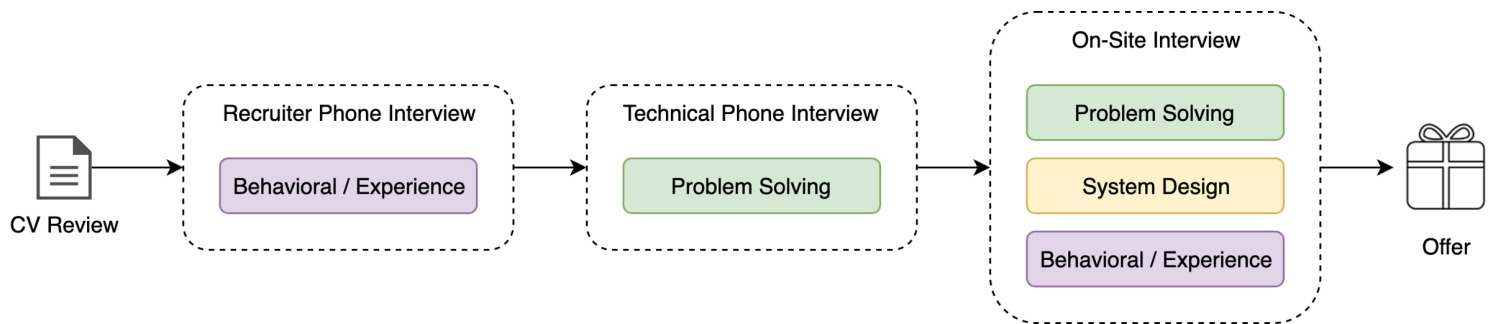 CV Review
Recruiter Phone Interview
Behavioral / Experience
Technical Phone Interview
Problem Solving
On-Site Interview
Problem Solving
System Design
Behavioral / Experience
Offer